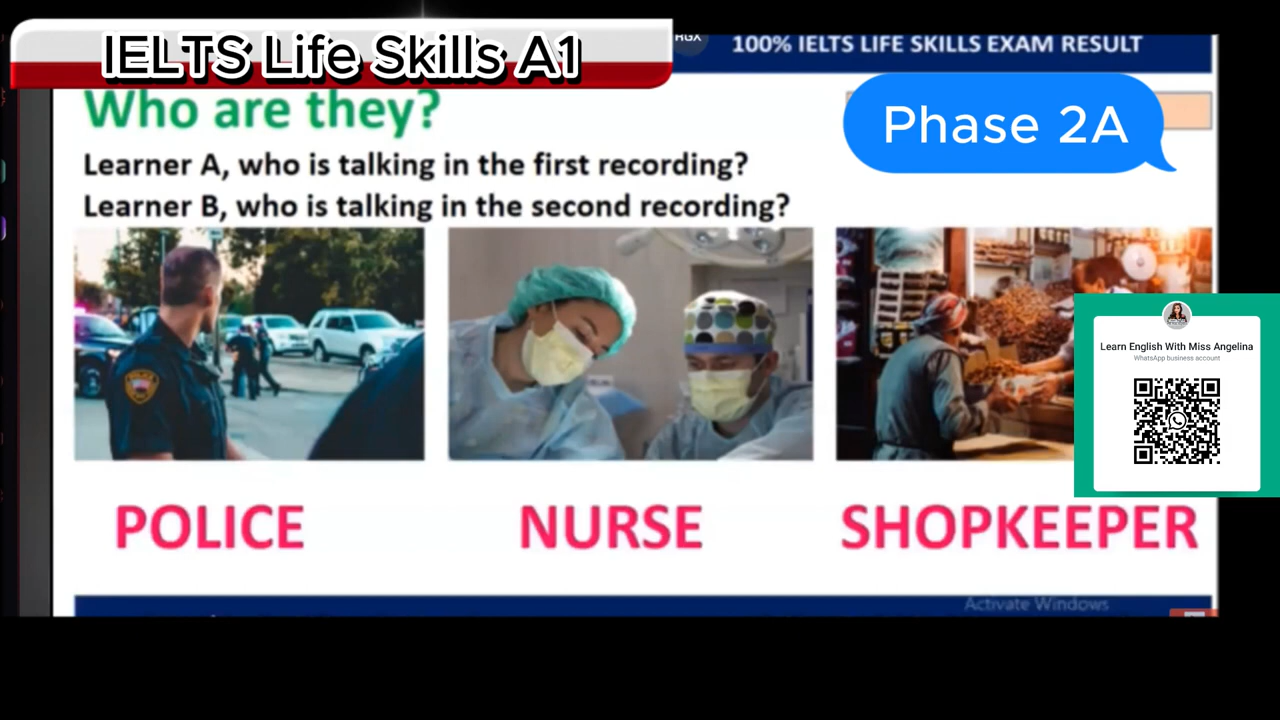 IELTS Life Skills A1
100% IELTS LIFE SKILLS EXAM RESULT
Who are they?
Phase 2A
Learner A, who is talking in the first recording?
Learner B, who is talking in the second recording?
POLICE
Learn English With Miss Angelina
WhatsApp business account
POLICE
NURSE
SHOPKEEPER
Activate Windows